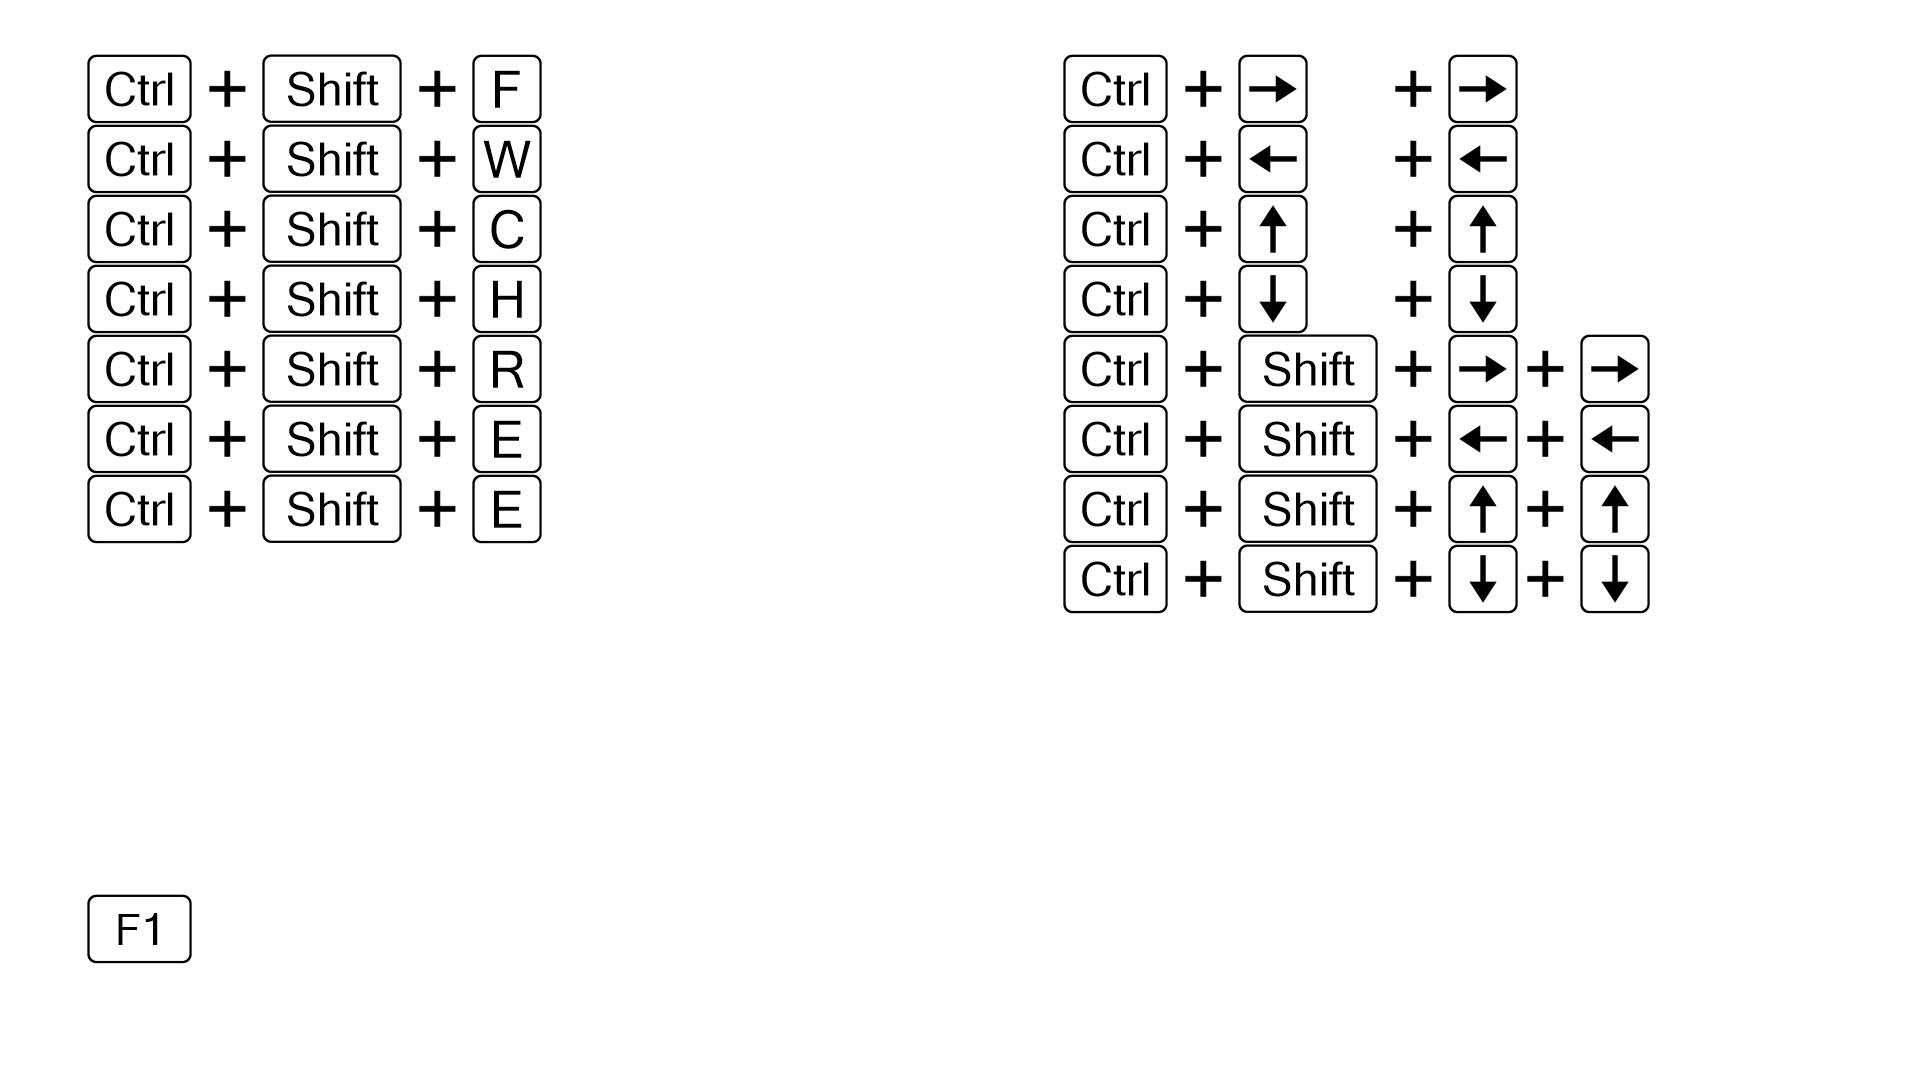 Ctrl + Shift + F
Ctrl + Shift + W
Ctrl + Shift + C
Ctrl + Shift + H
Ctrl + Shift + R
Ctrl + Shift + E
Ctrl + Shift + E
F1
Ctrl + → + →
Ctrl + ← + ←
Ctrl + ↑ + ↑
Ctrl + ↓ + ↓
Ctrl + Shift + → + →
Ctrl + Shift + ← + ←
Ctrl + Shift + ↑ + ↑
Ctrl + Shift + ↓ + ↓